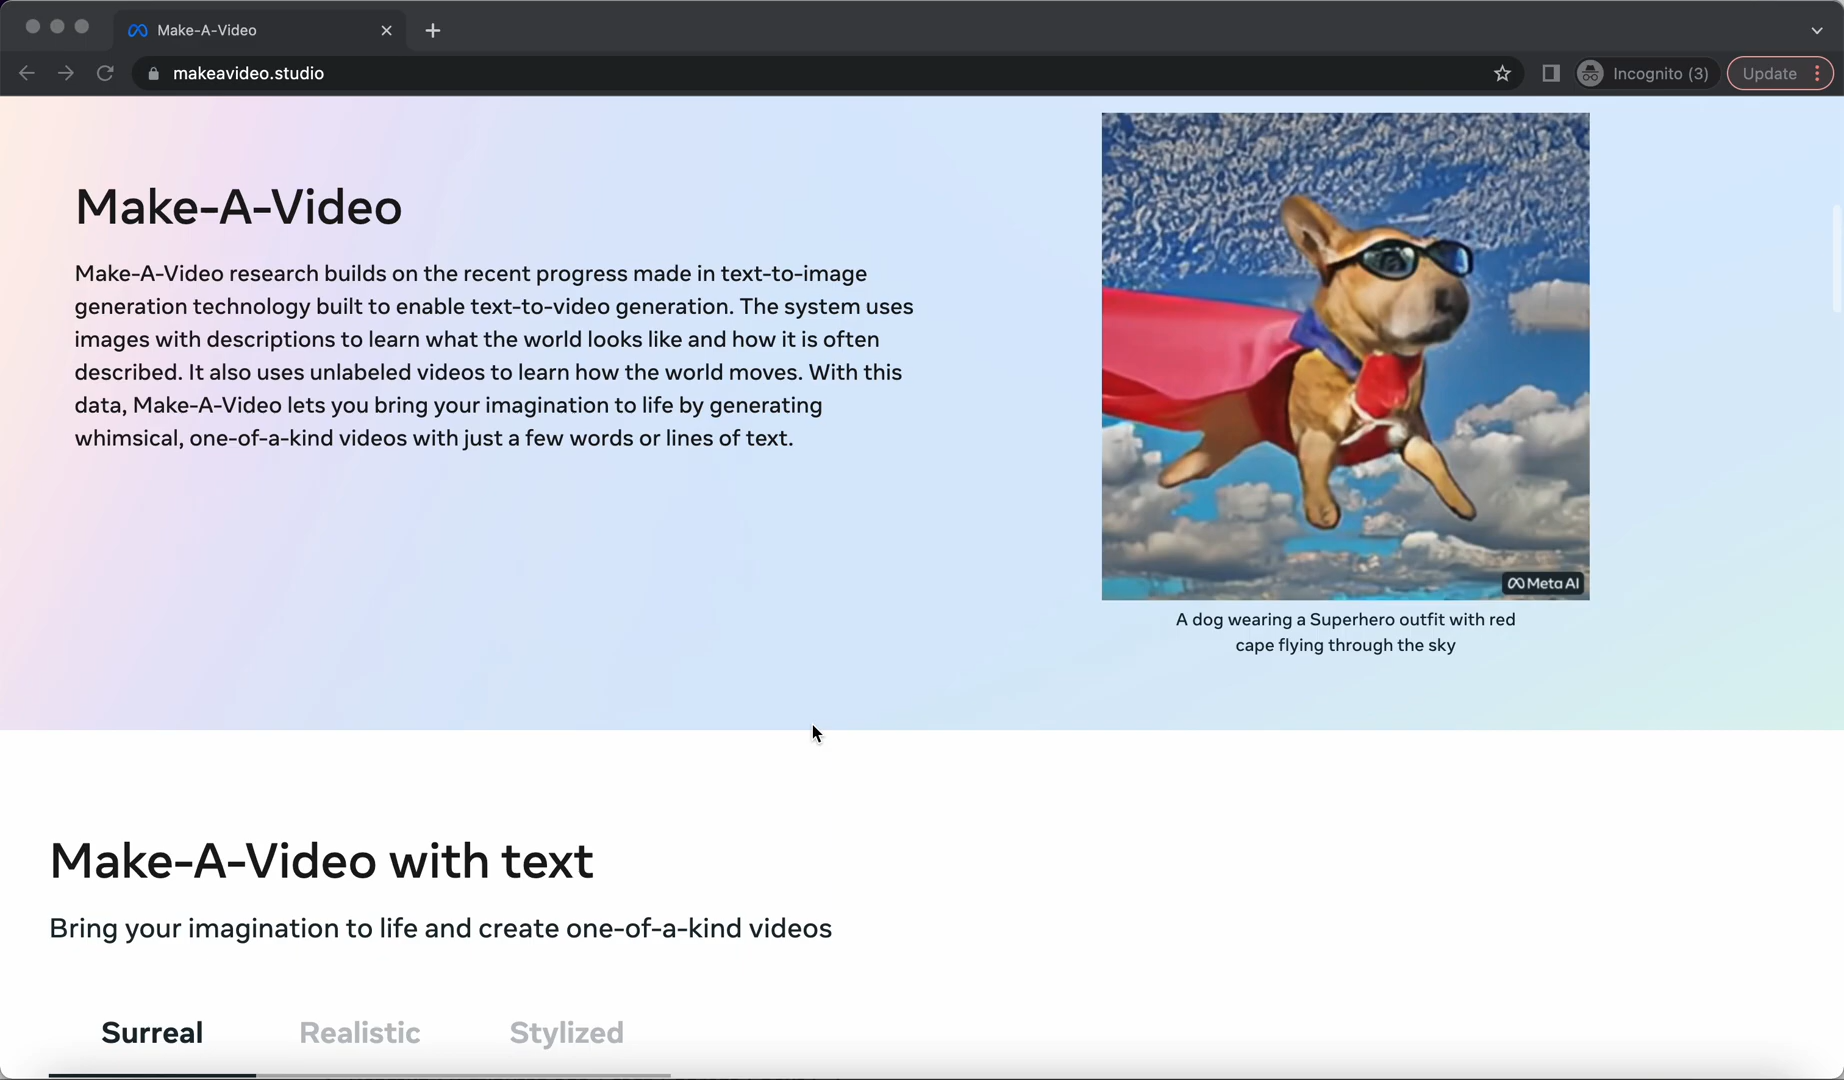 Make-A-Video
makeavideo.studio
Incognito (3)
Update
Make-A-Video
Make-A-Video research builds on the recent progress made in text-to-image
generation technology built to enable text-to-video generation. The system uses
images with descriptions to learn what the world looks like and how it is often
described. It also uses unlabeled videos to learn how the world moves. With this
data, Make-A-Video lets you bring your imagination to life by generating
whimsical, one-of-a-kind videos with just a few words or lines of text.
Meta AI
A dog wearing a Superhero outfit with red
cape flying through the sky
Make-A-Video with text
Bring your imagination to life and create one-of-a-kind videos
Surreal
Realistic
Stylized